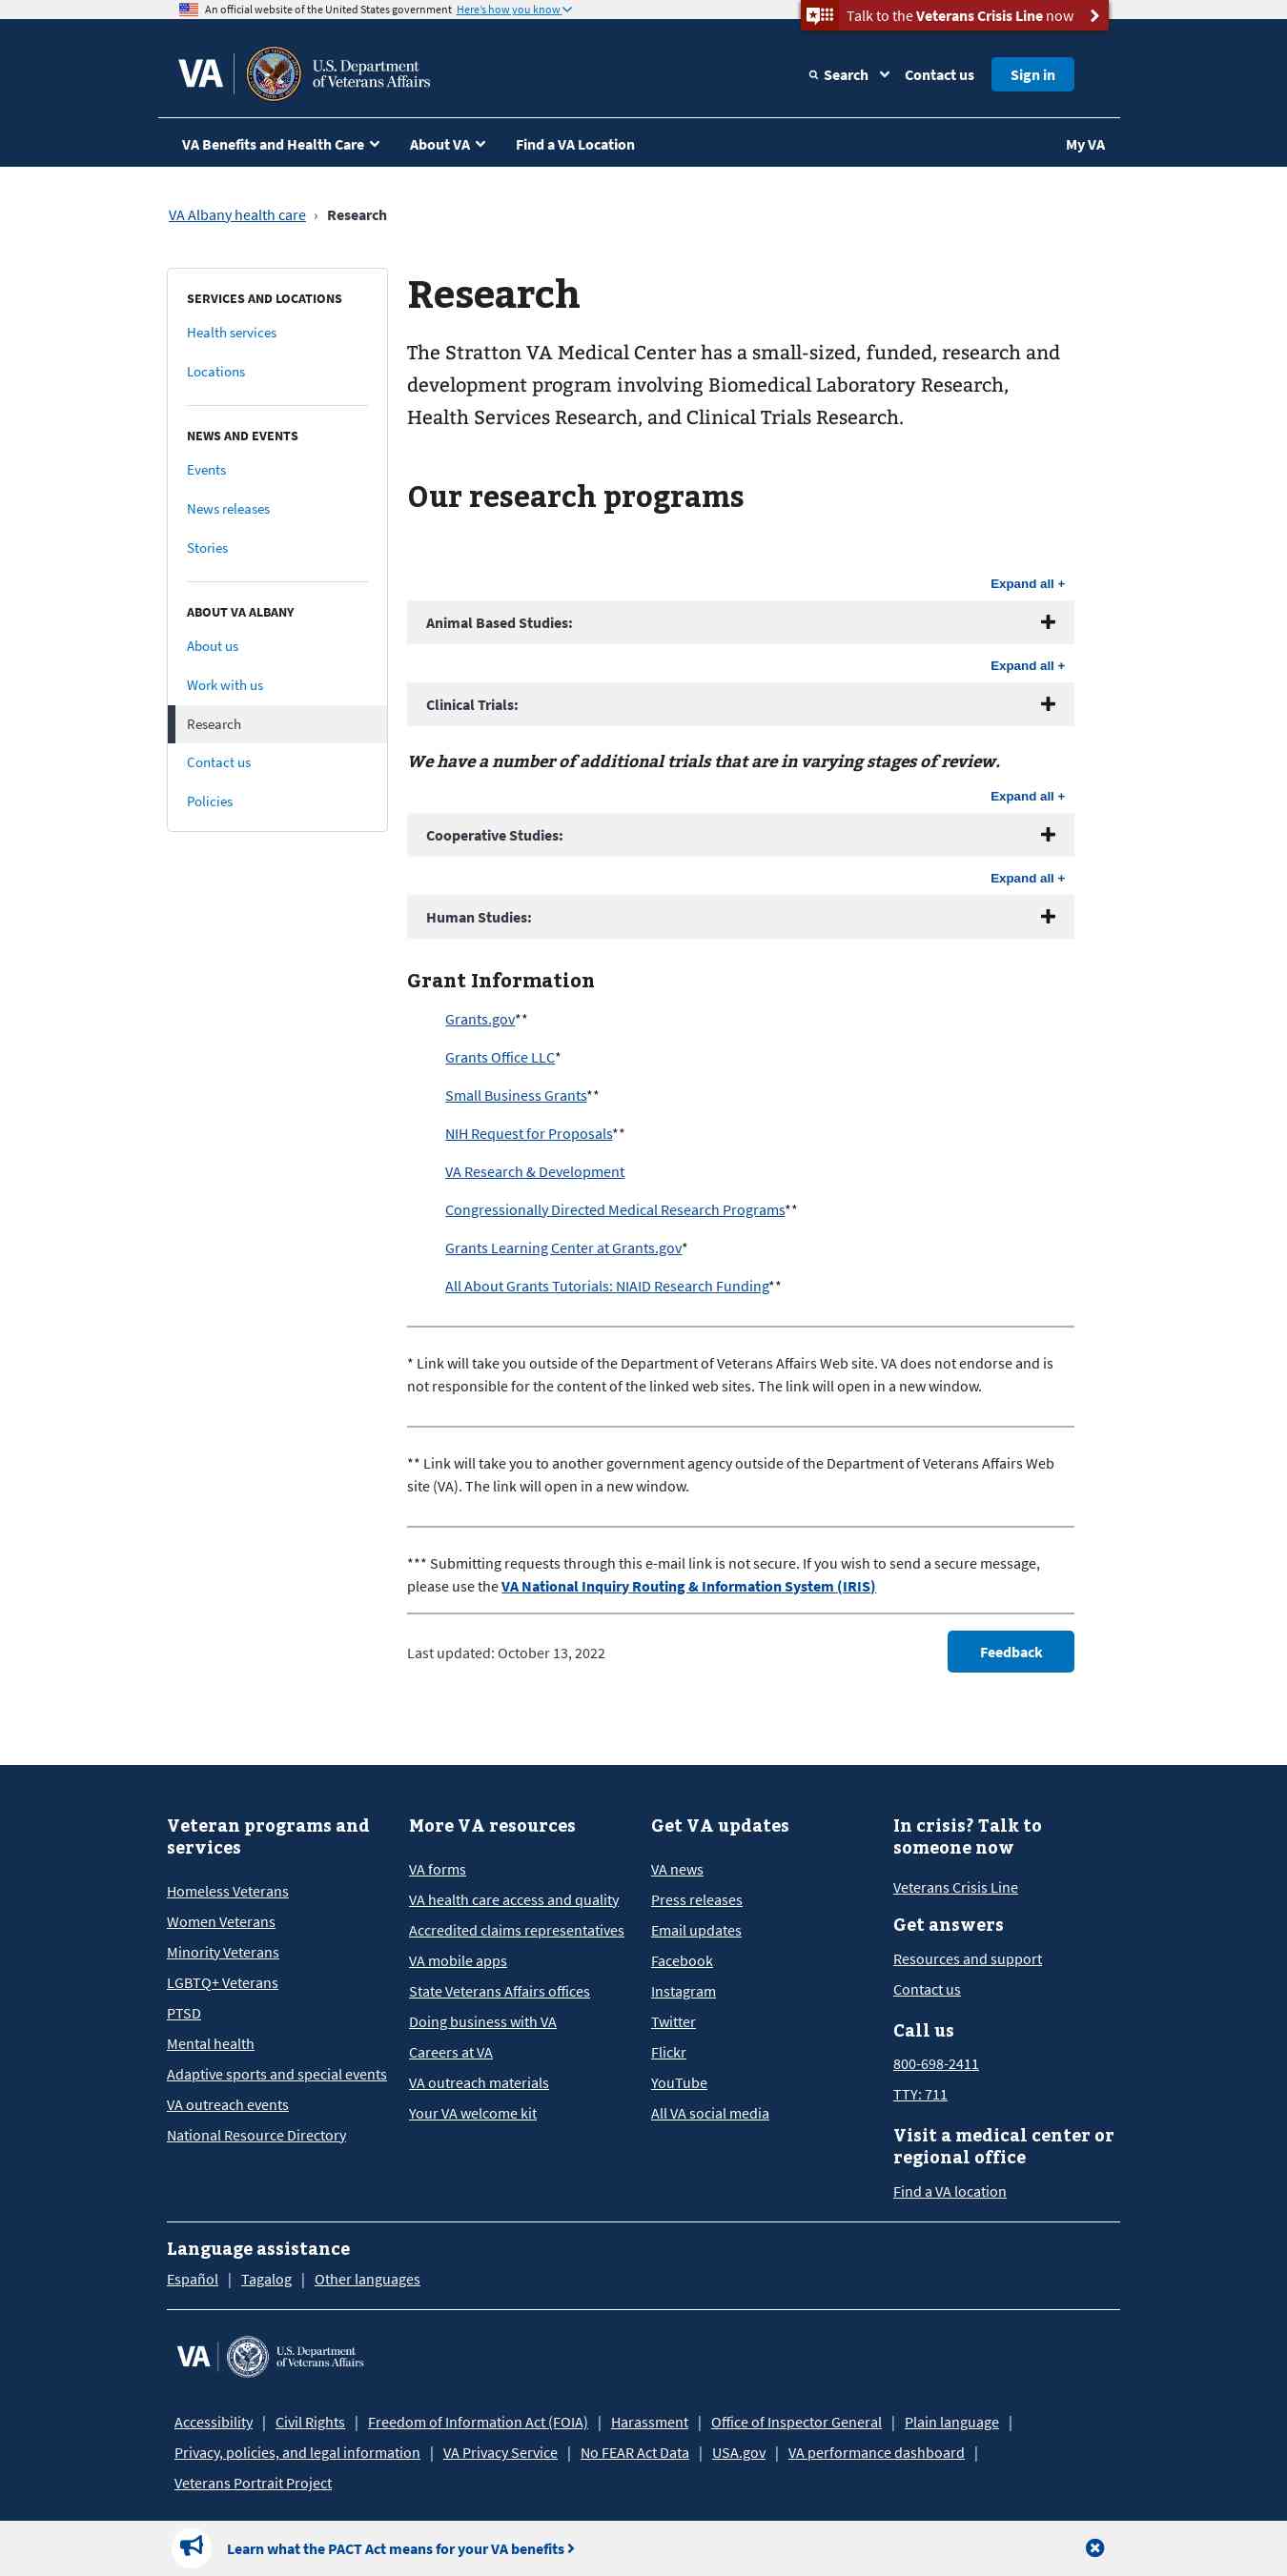 An official website of the United States government Here's how you know
Talk to the Veterans Crisis Line now
VA
U.S. Department
of Veterans Affairs
Search
Contact us
Sign in
VA Benefits and Health Care
About VA
Find a VA Location
My VA
VA Albany health care › Research
SERVICES AND LOCATIONS
Health services
Locations
NEWS AND EVENTS
Events
News releases
Stories
ABOUT VA ALBANY
About us
Work with us
Research
Contact us
Policies
Research
The Stratton VA Medical Center has a small-sized, funded, research and
development program involving Biomedical Laboratory Research,
Health Services Research, and Clinical Trials Research.
Our research programs
Expand all +
Animal Based Studies:
Expand all +
Clinical Trials:
We have a number of additional trials that are in varying stages of review.
Expand all +
Cooperative Studies:
Expand all +
Human Studies:
Grant Information
Grants.gov**
Grants Office LLC*
Small Business Grants**
NIH Request for Proposals**
VA Research & Development
Congressionally Directed Medical Research Programs**
Grants Learning Center at Grants.gov*
All About Grants Tutorials: NIAID Research Funding**
* Link will take you outside of the Department of Veterans Affairs Web site. VA does not endorse and is
not responsible for the content of the linked web sites. The link will open in a new window.
** Link will take you to another government agency outside of the Department of Veterans Affairs Web
site (VA). The link will open in a new window.
*** Submitting requests through this e-mail link is not secure. If you wish to send a secure message,
please use the VA National Inquiry Routing & Information System (IRIS)
Last updated: October 13, 2022
Feedback
Veteran programs and
services
Homeless Veterans
Women Veterans
Minority Veterans
LGBTQ+ Veterans
PTSD
Mental health
Adaptive sports and special events
VA outreach events
National Resource Directory
More VA resources
VA forms
VA health care access and quality
Accredited claims representatives
VA mobile apps
State Veterans Affairs offices
Doing business with VA
Careers at VA
VA outreach materials
Your VA welcome kit
Get VA updates
VA news
Press releases
Email updates
Facebook
Instagram
Twitter
Flickr
YouTube
All VA social media
In crisis? Talk to
someone now
Veterans Crisis Line
Get answers
Resources and support
Contact us
Call us
800-698-2411
TTY: 711
Visit a medical center or
regional office
Find a VA location
Language assistance
Español | Tagalog | Other languages
VA
U.S. Department
of Veterans Affairs
Accessibility | Civil Rights | Freedom of Information Act (FOIA) | Harassment | Office of Inspector General | Plain language |
Privacy, policies, and legal information | VA Privacy Service | No FEAR Act Data | USA.gov | VA performance dashboard |
Veterans Portrait Project
Learn what the PACT Act means for your VA benefits